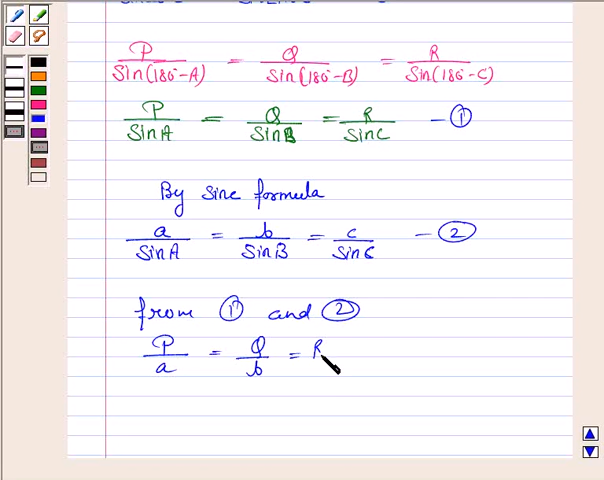 P/Sin(180°-A) = Q/Sin(180°-B) = R/Sin(180°-C)
P/SinA = Q/SinB = R/SinC - ①
By Sine formula
a/SinA = b/SinB = c/SinC - ②
from ① and ②
P/a = Q/b = R